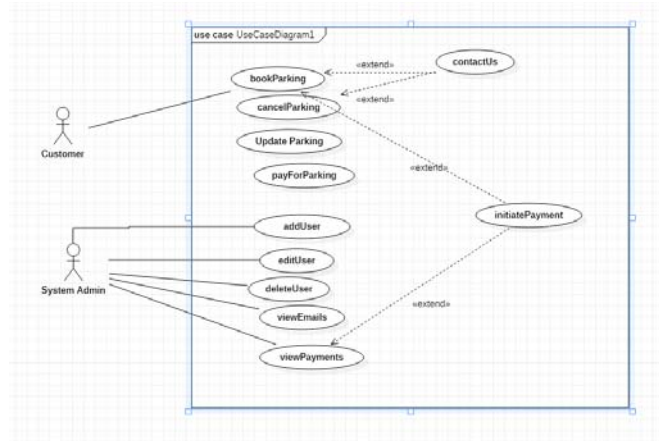 use case UseCaseDiagram1
contactUs
«extend»
bookParking
«extend»
cancelParking
Customer
Update Parking
«extend»
payForParking
initiatePayment
addUser
editUser
System Admin
deleteUser
«extend»
viewEmails
viewPayments